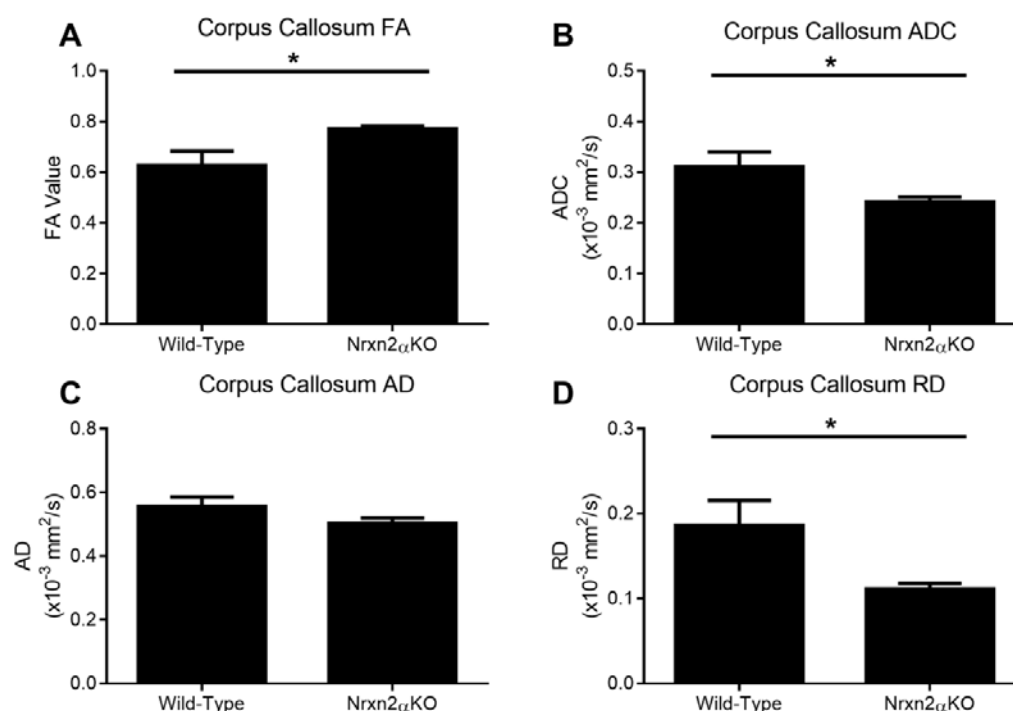 A
Corpus Callosum FA
*
FA Value
1.0
0.8
0.6
0.4
0.2
0.0
Wild-Type
Nrxn2αKO
B
Corpus Callosum ADC
*
ADC
(x10⁻³ mm²/s)
0.5
0.4
0.3
0.2
0.1
0.0
Wild-Type
Nrxn2αKO
C
Corpus Callosum AD
AD
(x10⁻³ mm²/s)
0.8
0.6
0.4
0.2
0.0
Wild-Type
Nrxn2αKO
D
Corpus Callosum RD
*
RD
(x10⁻³ mm²/s)
0.3
0.2
0.1
0.0
Wild-Type
Nrxn2αKO